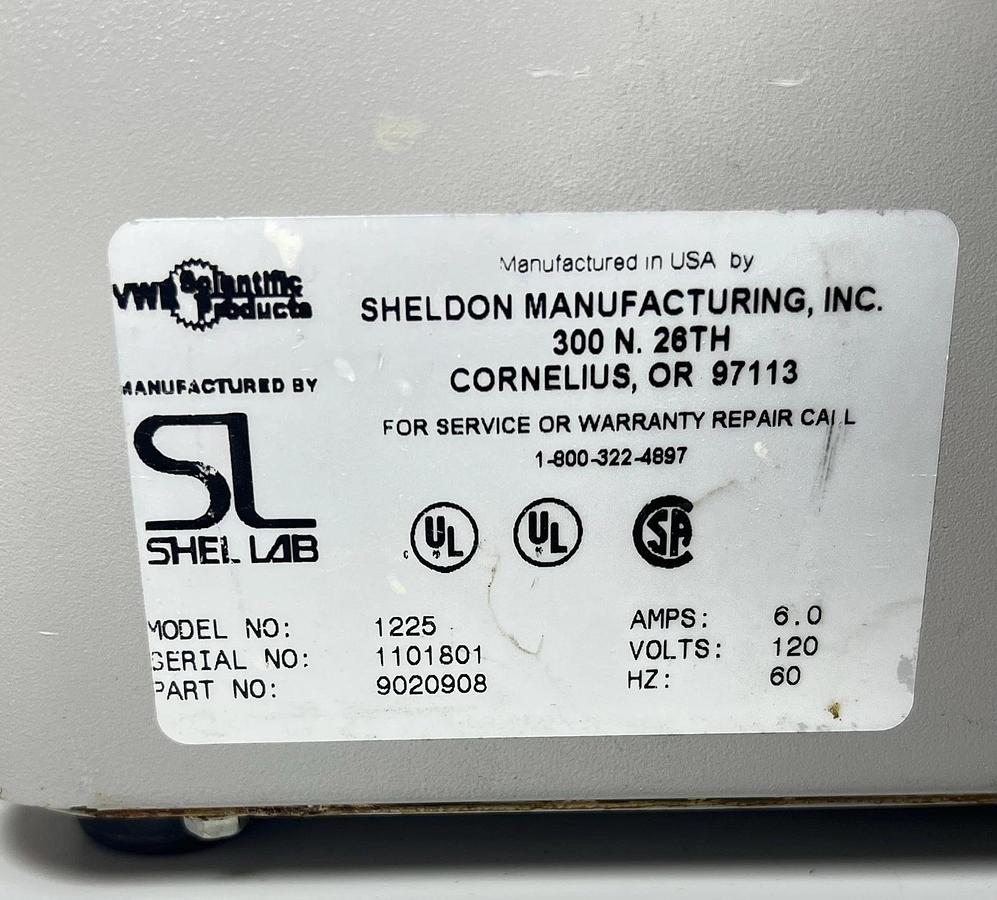 VWR Scientific
Products
MANUFACTURED BY
SL
SHEL LAB
Manufactured in USA by
SHELDON MANUFACTURING, INC.
300 N. 26TH
CORNELIUS, OR 97113
FOR SERVICE OR WARRANTY REPAIR CALL
1-800-322-4897
c UL UL SA
MODEL NO: 1225
SERIAL NO: 1101801
PART NO: 9020908
AMPS: 6.0
VOLTS: 120
HZ: 60